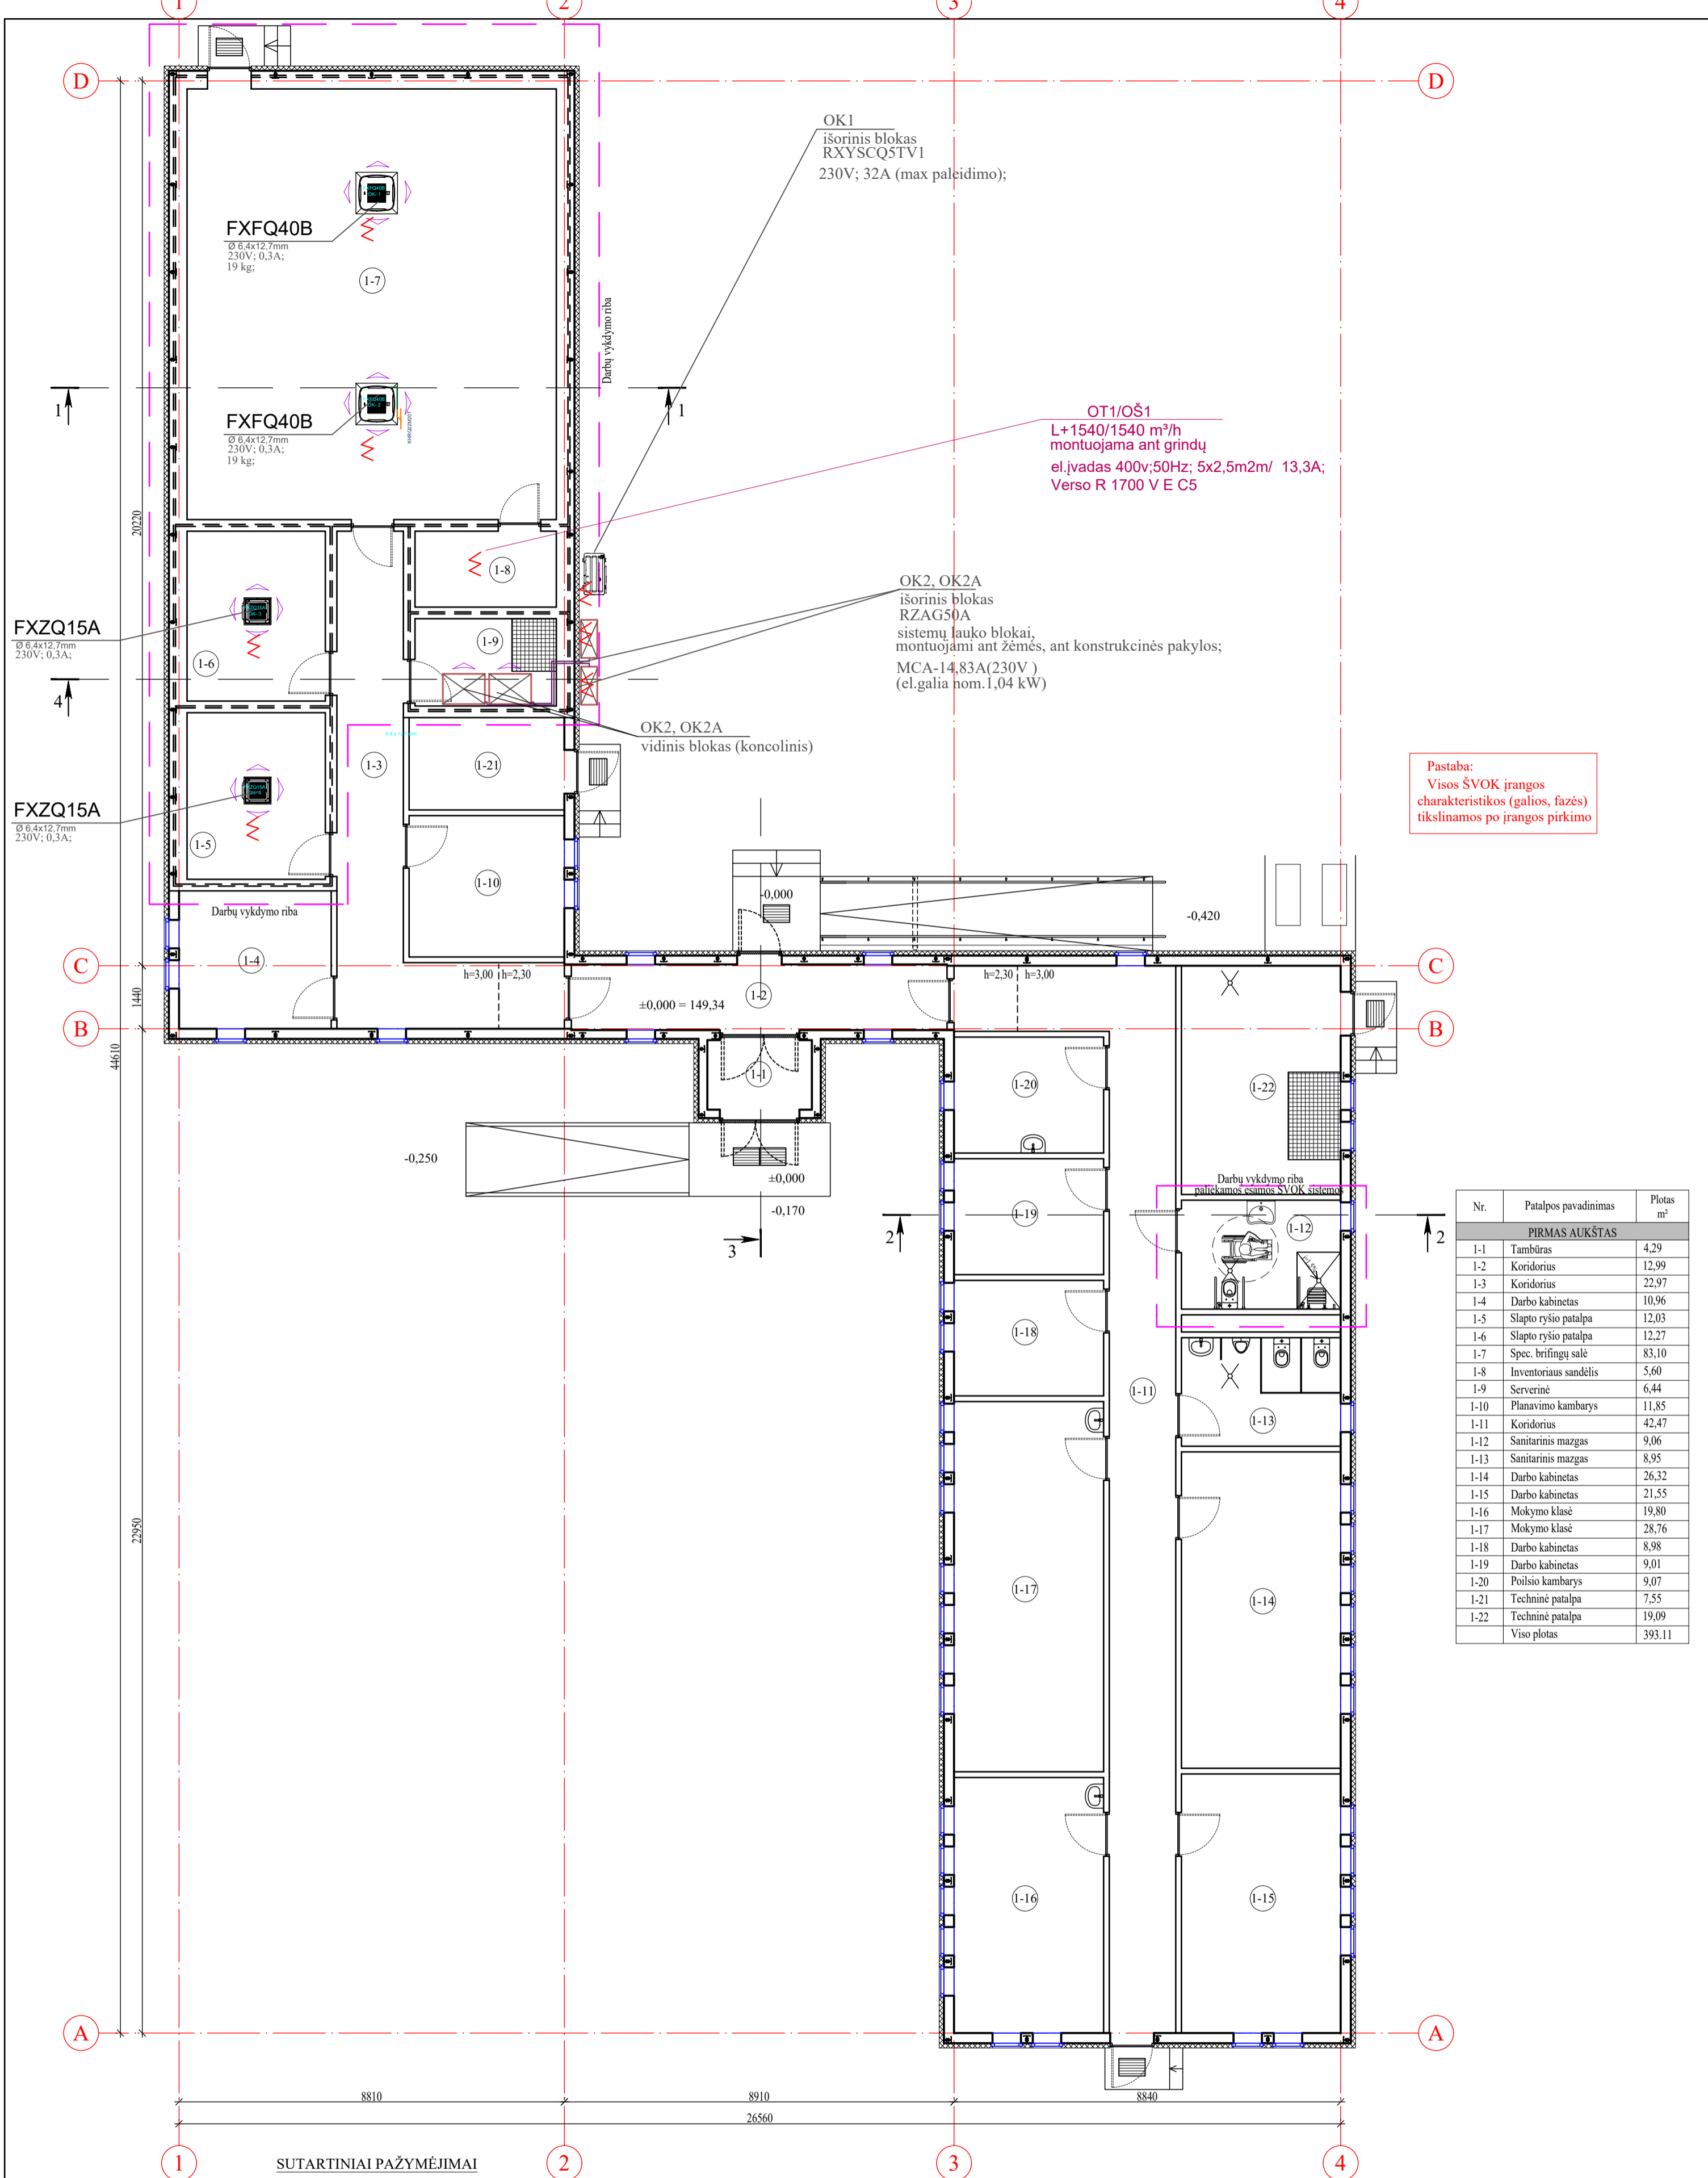 1
2
3
4
D
D
OK1
išorinis blokas
RXYSCQ5TV1
230V; 32A (max paleidimo);
FXFQ40B
Ø 6,4x12,7mm
230V; 0,3A;
19 kg;
1-7
Darbų vykdymo riba
1
1
FXFQ40B
Ø 6,4x12,7mm
230V; 0,3A;
19 kg;
OT1/OŠ1
L+1540/1540 m³/h
montuojama ant grindų
el.įvadas 400v;50Hz; 5x2,5m2m/ 13,3A;
Verso R 1700 V E C5
20220
1-8
OK2, OK2A
išorinis blokas
RZAG50A
sistemų lauko blokai,
montuojami ant žėmės, ant konstrukcinės pakylos;
MCA-14,83A(230V )
(el.galia nom.1,04 kW)
FXZQ15A
Ø 6,4x12,7mm
230V; 0,3A;
1-6
1-9
4
OK2, OK2A
vidinis blokas (koncolinis)
1-3
1-21
FXZQ15A
Ø 6,4x12,7mm
230V; 0,3A;
1-5
1-10
Pastaba:
Visos ŠVOK įrangos
charakteristikos (galios, fazės)
tikslinamos po įrangos pirkimo
Darbų vykdymo riba
-0,000
-0,420
1-4
C
C
h=3,00
h=2,30
h=2,30
h=3,00
1440
±0,000 = 149,34
1-2
B
B
44610
1-1
1-20
1-22
-0,250
±0,000
-0,170
3
Darbų vykdymo riba
paliekamos esamos ŠVOK sistemos
2
1-19
1-12
2
1-18
1-11
1-13
22950
1-17
1-14
1-16
1-15
Nr. Patalpos pavadinimas Plotas
m²
PIRMAS AUKŠTAS
1-1 Tambūras 4,29
1-2 Koridorius 12,99
1-3 Koridorius 22,97
1-4 Darbo kabinetas 10,96
1-5 Slapto ryšio patalpa 12,03
1-6 Slapto ryšio patalpa 12,27
1-7 Spec. brifingų salė 83,10
1-8 Inventoriaus sandėlis 5,60
1-9 Serverinė 6,44
1-10 Planavimo kambarys 11,85
1-11 Koridorius 42,47
1-12 Sanitarinis mazgas 9,06
1-13 Sanitarinis mazgas 8,95
1-14 Darbo kabinetas 26,32
1-15 Darbo kabinetas 21,55
1-16 Mokymo klasė 19,80
1-17 Mokymo klasė 28,76
1-18 Darbo kabinetas 8,98
1-19 Darbo kabinetas 9,01
1-20 Poilsio kambarys 9,07
1-21 Techninė patalpa 7,55
1-22 Techninė patalpa 19,09
Viso plotas 393.11
A
A
8810
8910
8840
26560
1
2
3
4
SUTARTINIAI PAŽYMĖJIMAI